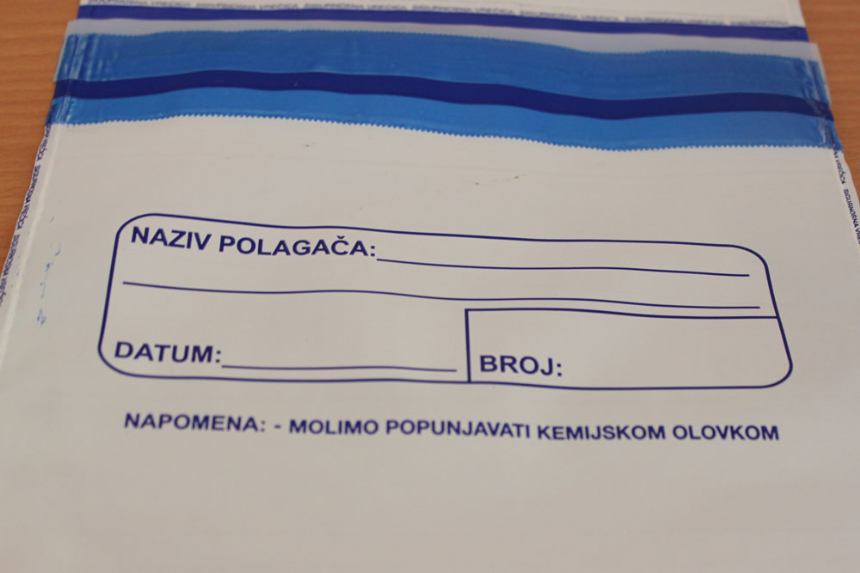 NAZIV POLAGAČA:
DATUM:
BROJ:
NAPOMENA: - MOLIMO POPUNJAVATI KEMIJSKOM OLOVKOM